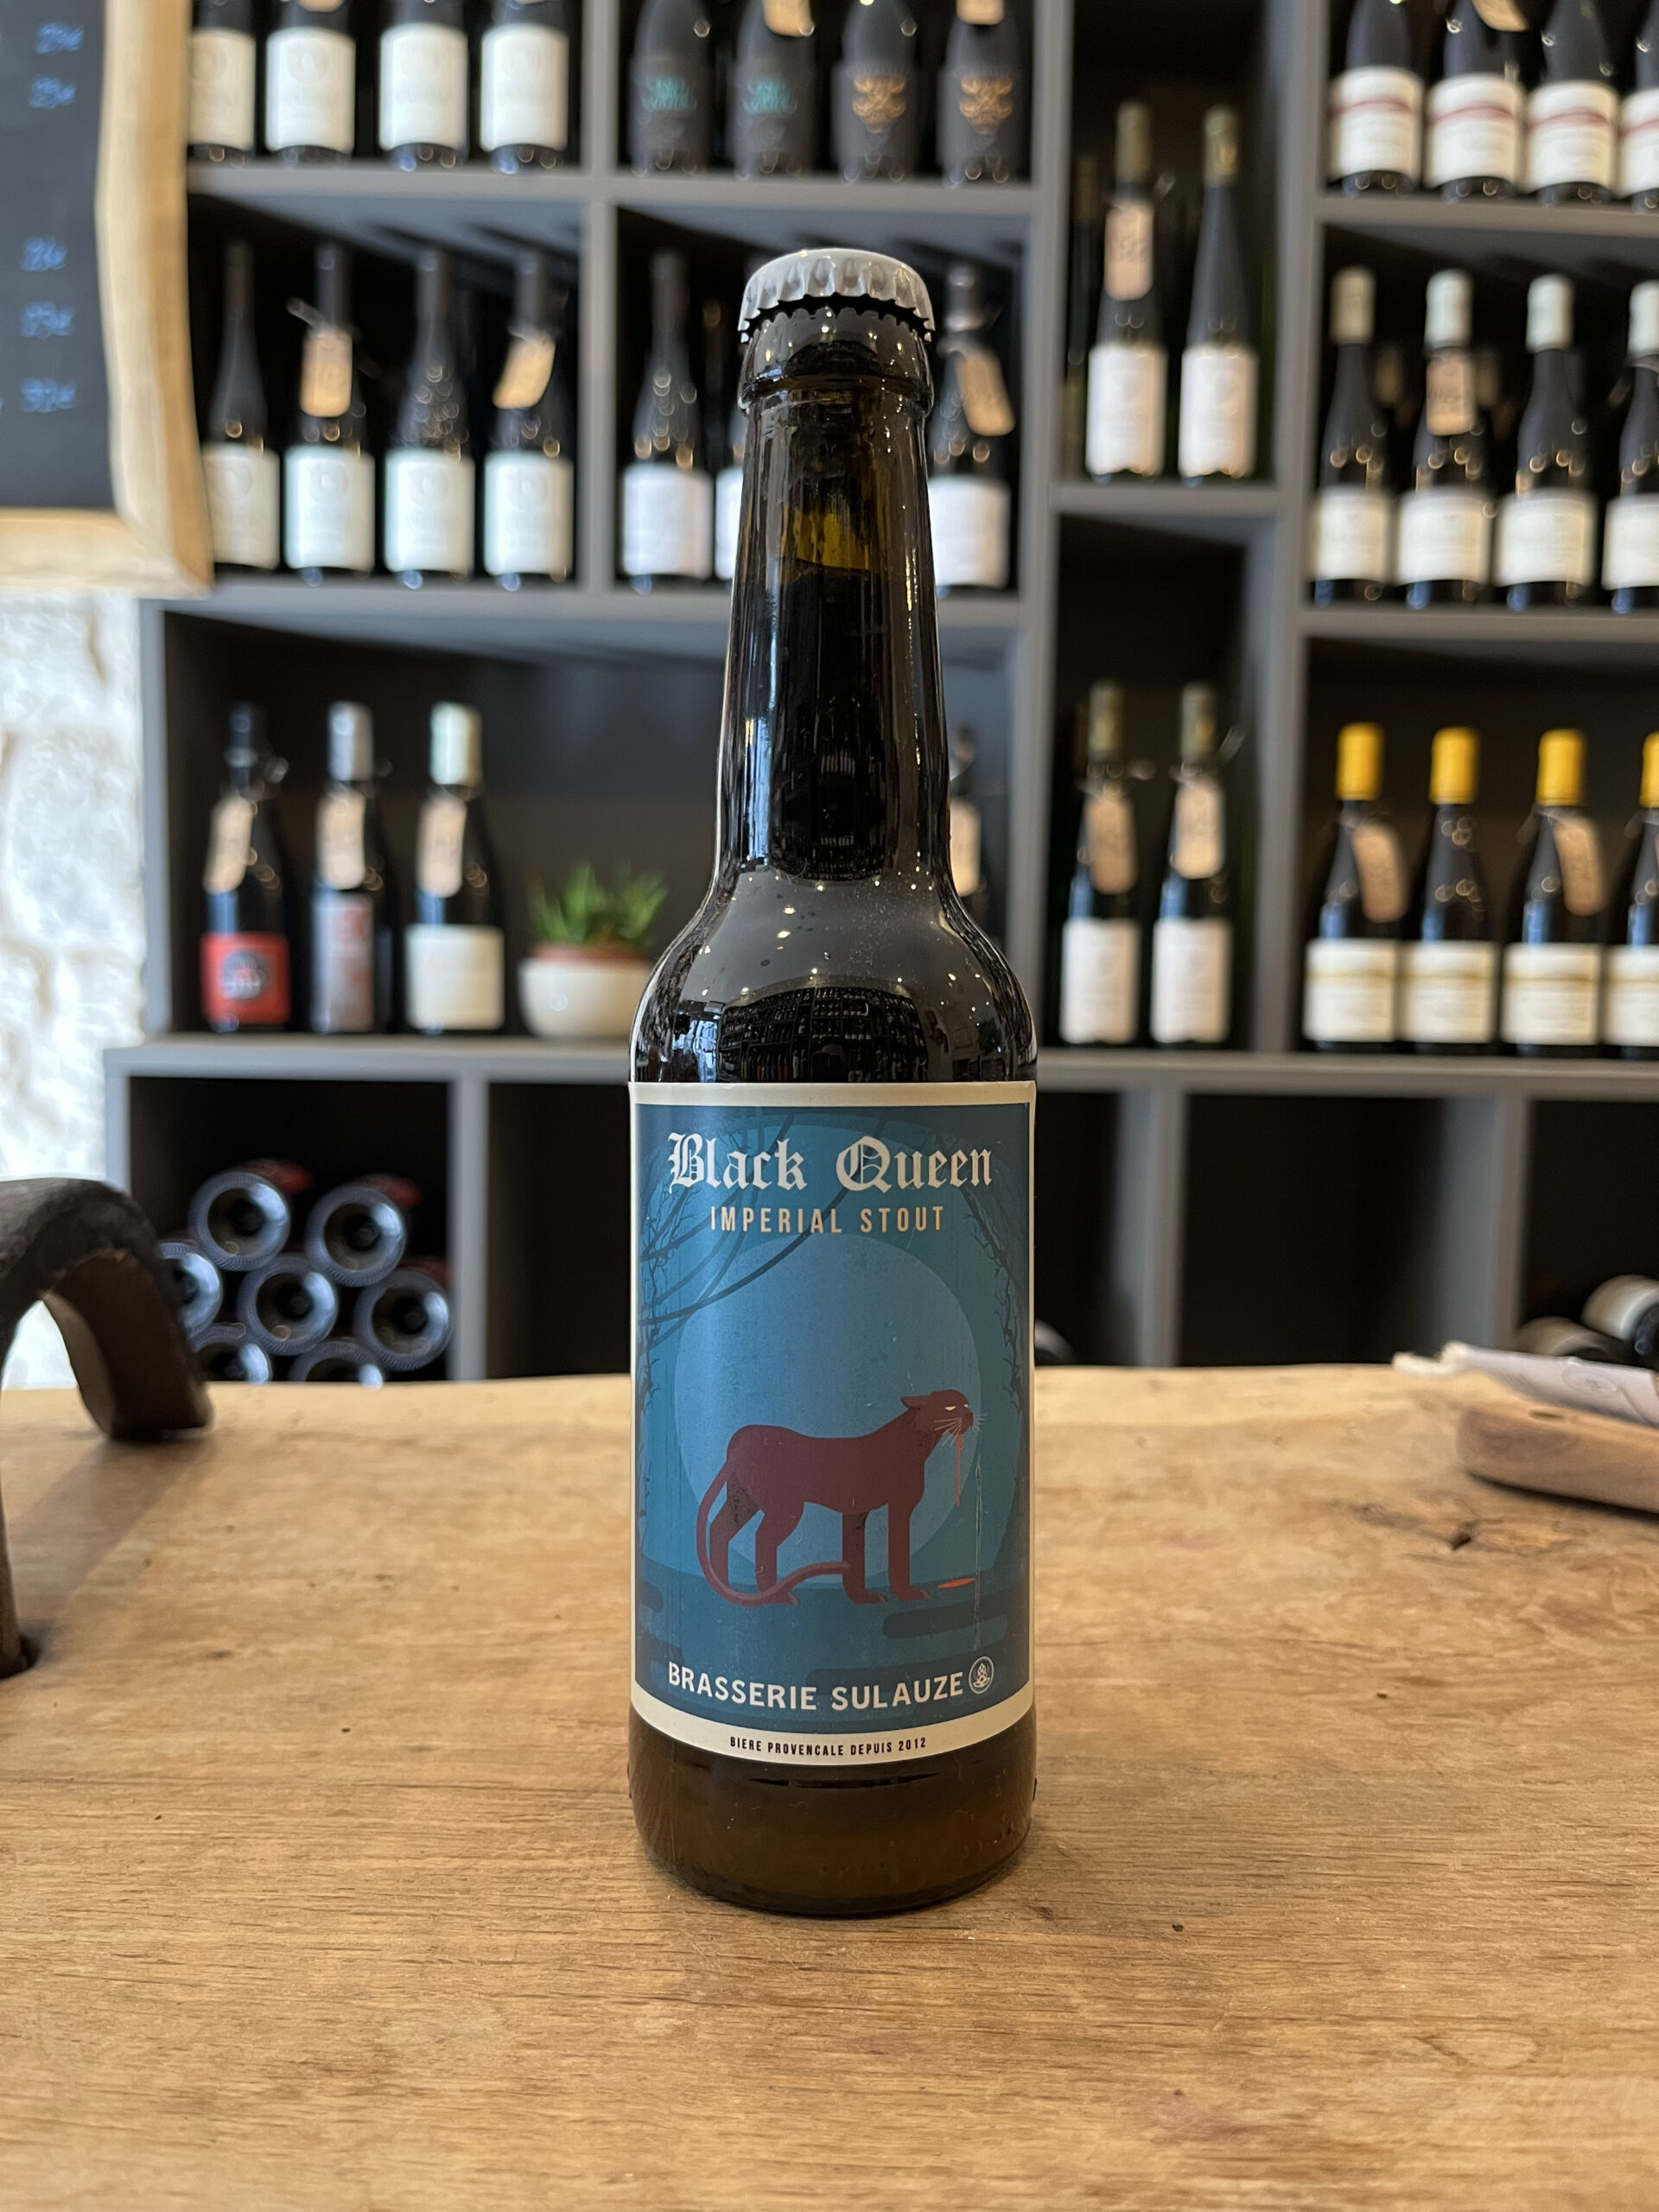 Black Queen
IMPERIAL STOUT
BRASSERIE SULAUZE
BIERE PROVENCALE DEPUIS 2012